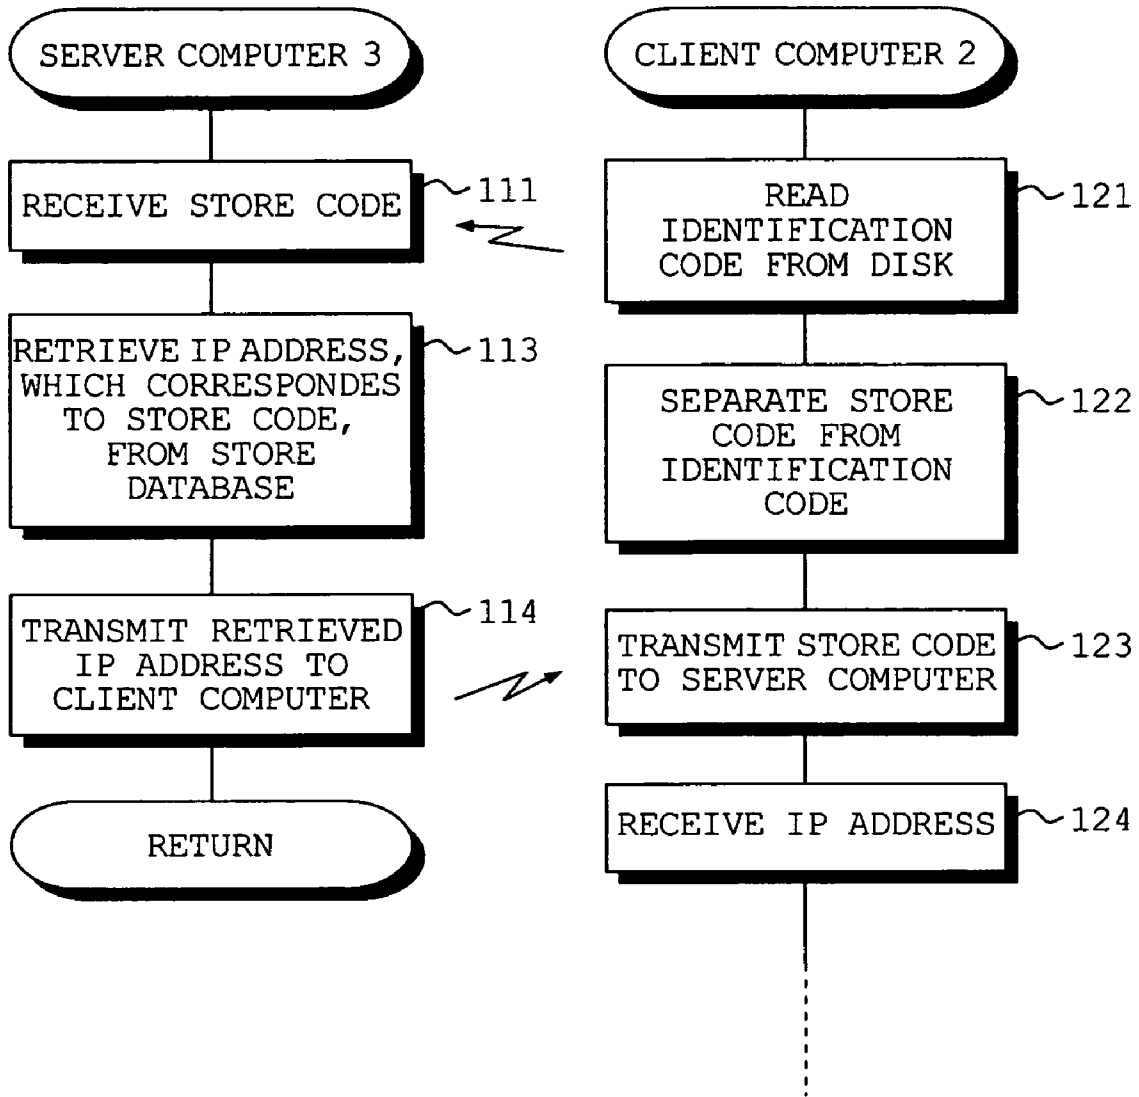 SERVER COMPUTER 3
RECEIVE STORE CODE
111
RETRIEVE IP ADDRESS,
WHICH CORRESPONDES
TO STORE CODE,
FROM STORE
DATABASE
113
TRANSMIT RETRIEVED
IP ADDRESS TO
CLIENT COMPUTER
114
RETURN
CLIENT COMPUTER 2
READ
IDENTIFICATION
CODE FROM DISK
121
SEPARATE STORE
CODE FROM
IDENTIFICATION
CODE
122
TRANSMIT STORE CODE
TO SERVER COMPUTER
123
RECEIVE IP ADDRESS
124